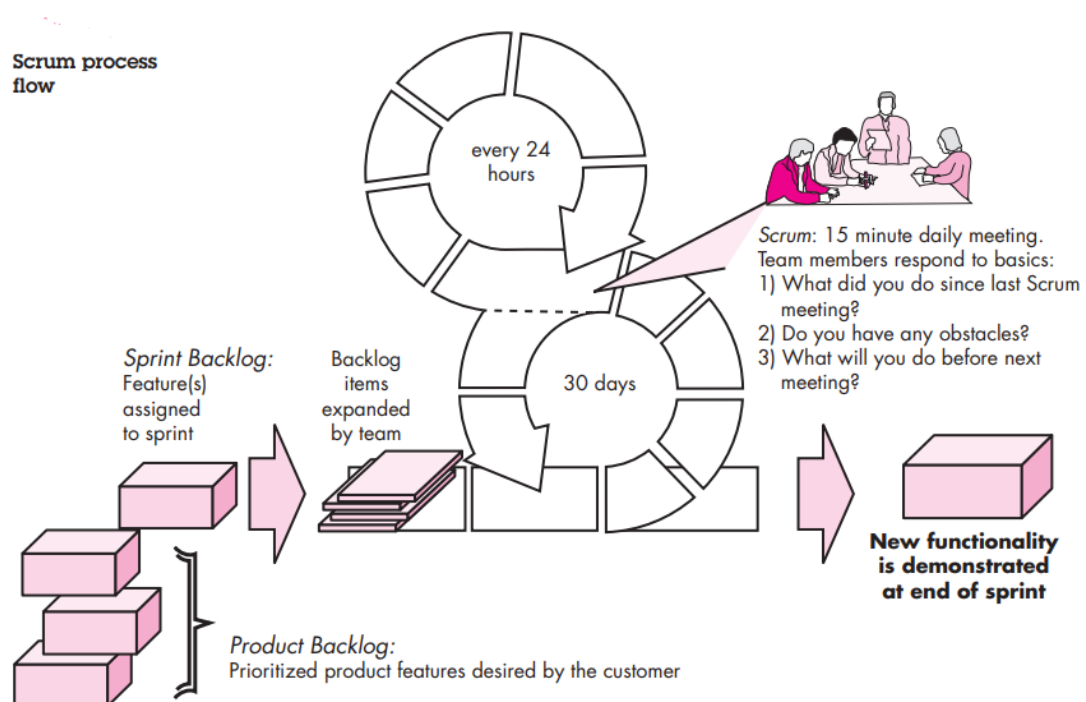 Scrum process
flow
every 24
hours
Scrum: 15 minute daily meeting.
Team members respond to basics:
1) What did you do since last Scrum
meeting?
2) Do you have any obstacles?
3) What will you do before next
meeting?
Sprint Backlog:
Feature(s)
assigned
to sprint
Backlog
items
expanded
by team
30 days
New functionality
is demonstrated
at end of sprint
Product Backlog:
Prioritized product features desired by the customer